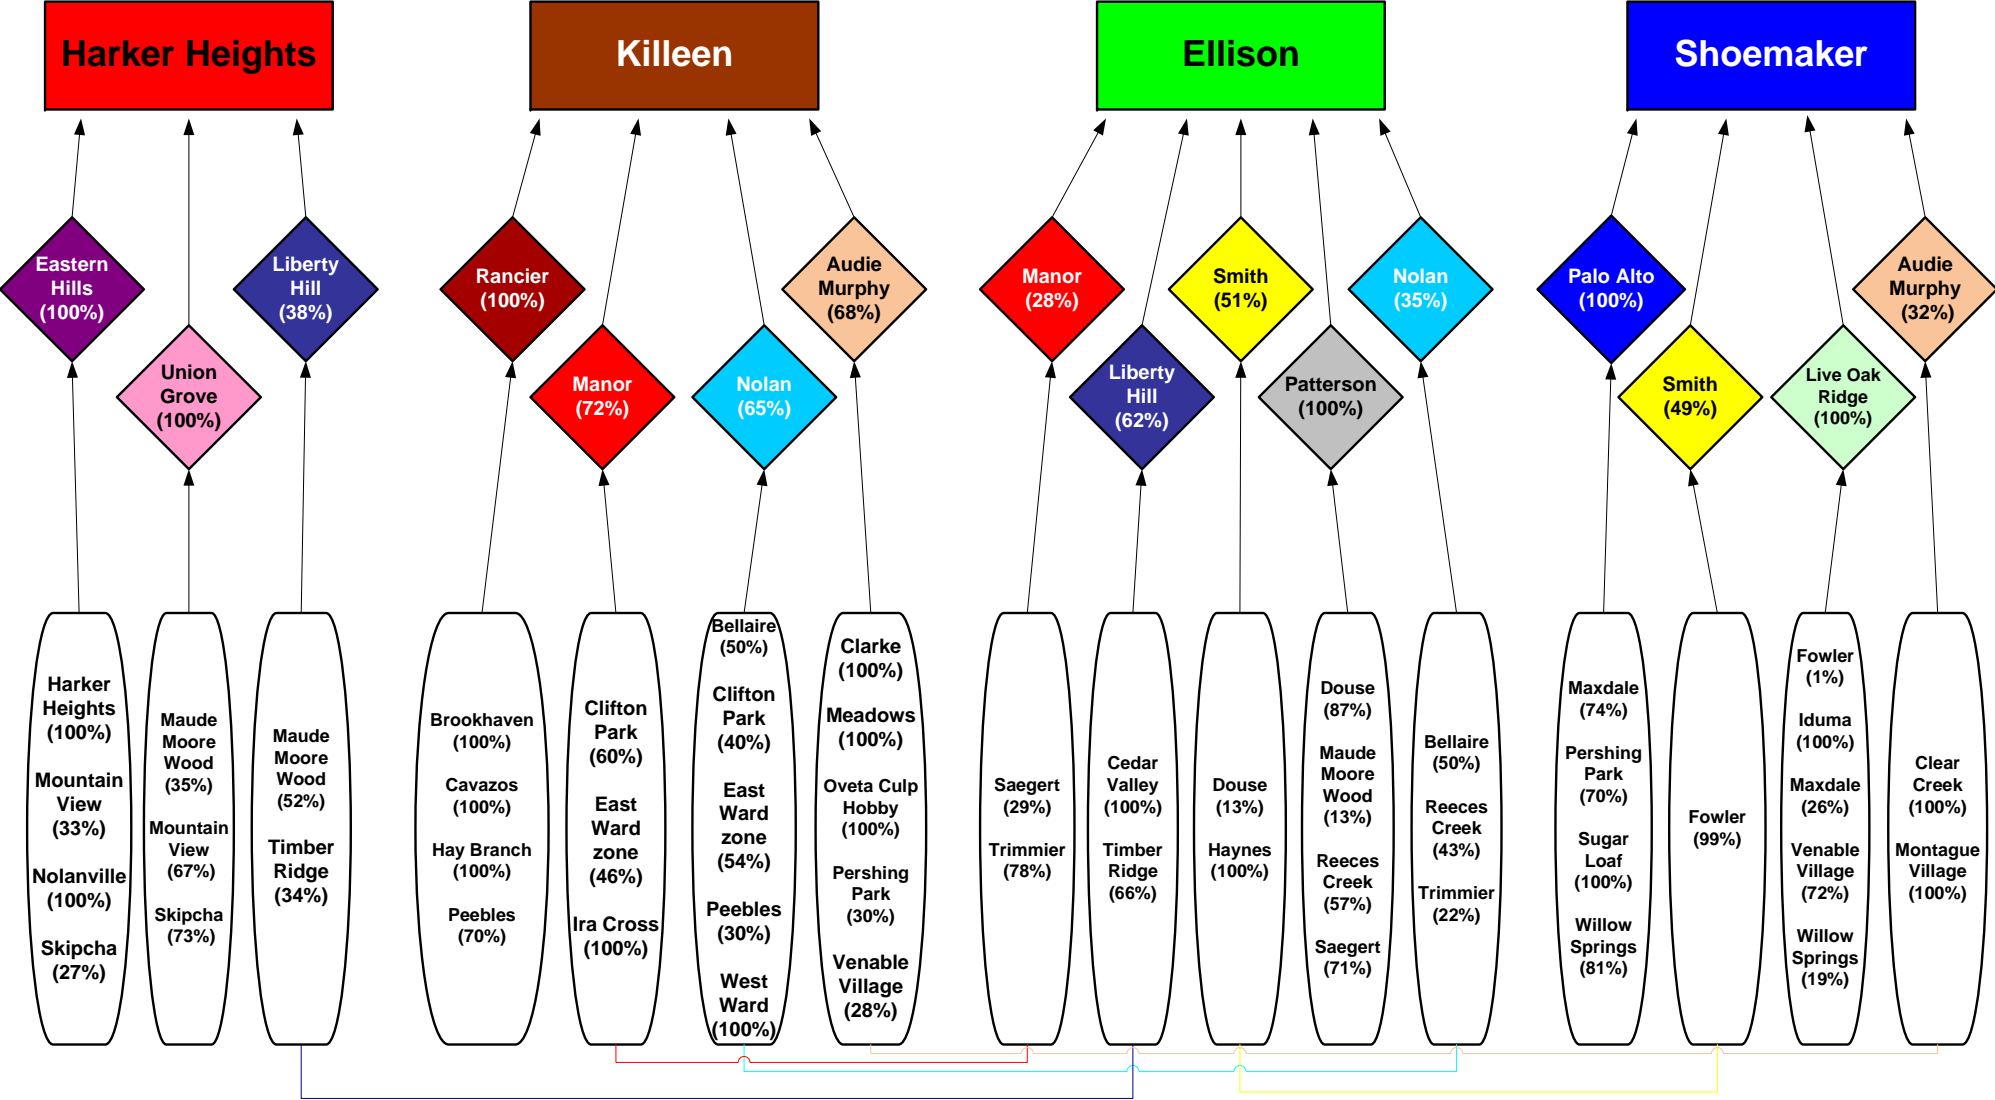 Harker Heights
Killeen
Ellison
Shoemaker
Eastern
Hills
(100%)
Union
Grove
(100%)
Liberty
Hill
(38%)
Rancier
(100%)
Manor
(72%)
Nolan
(65%)
Audie
Murphy
(68%)
Manor
(28%)
Liberty
Hill
(62%)
Smith
(51%)
Patterson
(100%)
Nolan
(35%)
Palo Alto
(100%)
Smith
(49%)
Live Oak
Ridge
(100%)
Audie
Murphy
(32%)
Harker
Heights
(100%)
Mountain
View
(33%)
Nolanville
(100%)
Skipcha
(27%)
Maude
Moore
Wood
(35%)
Mountain
View
(67%)
Skipcha
(73%)
Maude
Moore
Wood
(52%)
Timber
Ridge
(34%)
Brookhaven
(100%)
Cavazos
(100%)
Hay Branch
(100%)
Peebles
(70%)
Clifton
Park
(60%)
East
Ward
zone
(46%)
Ira Cross
(100%)
Bellaire
(50%)
Clifton
Park
(40%)
East
Ward
zone
(54%)
Peebles
(30%)
West
Ward
(100%)
Clarke
(100%)
Meadows
(100%)
Oveta Culp
Hobby
(100%)
Pershing
Park
(30%)
Venable
Village
(28%)
Saegert
(29%)
Trimmier
(78%)
Cedar
Valley
(100%)
Timber
Ridge
(66%)
Douse
(13%)
Haynes
(100%)
Douse
(87%)
Maude
Moore
Wood
(13%)
Reeces
Creek
(57%)
Saegert
(71%)
Bellaire
(50%)
Reeces
Creek
(43%)
Trimmier
(22%)
Maxdale
(74%)
Pershing
Park
(70%)
Sugar
Loaf
(100%)
Willow
Springs
(81%)
Fowler
(99%)
Fowler
(1%)
Iduma
(100%)
Maxdale
(26%)
Venable
Village
(72%)
Willow
Springs
(19%)
Clear
Creek
(100%)
Montague
Village
(100%)